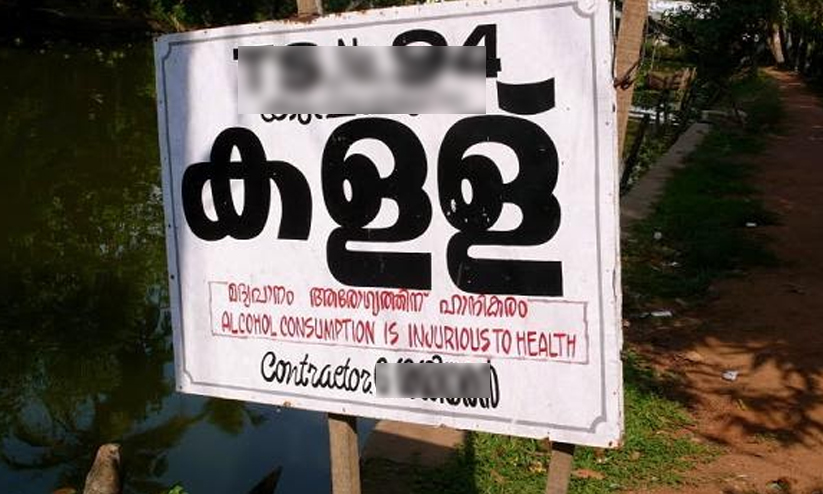 കള്ള്
മദ്യപാനം ആരോഗ്യത്തിന് ഹാനികരം
ALCOHOL CONSUMPTION IS INJURIOUS TO HEALTH
Contractor